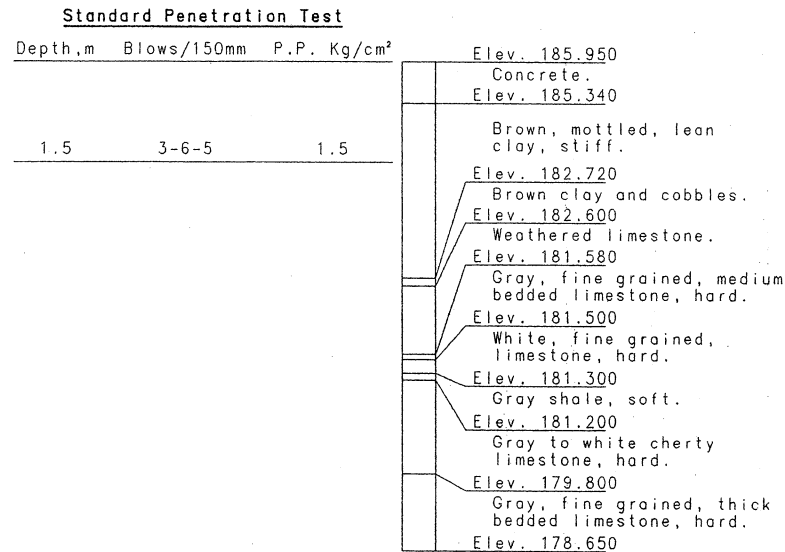 Standard Penetration Test
Depth,m Blows/150mm P.P. Kg/cm²
1.5 3-6-5 1.5
Elev. 185.950
Concrete.
Elev. 185.340
Brown, mottled, lean
clay, stiff.
Elev. 182.720
Brown clay and cobbles.
Elev. 182.600
Weathered limestone.
Elev. 181.580
Gray, fine grained, medium
bedded limestone, hard.
Elev. 181.500
White, fine grained,
limestone, hard.
Elev. 181.300
Gray shale, soft.
Elev. 181.200
Gray to white cherty
limestone, hard.
Elev. 179.800
Gray, fine grained, thick
bedded limestone, hard.
Elev. 178.650